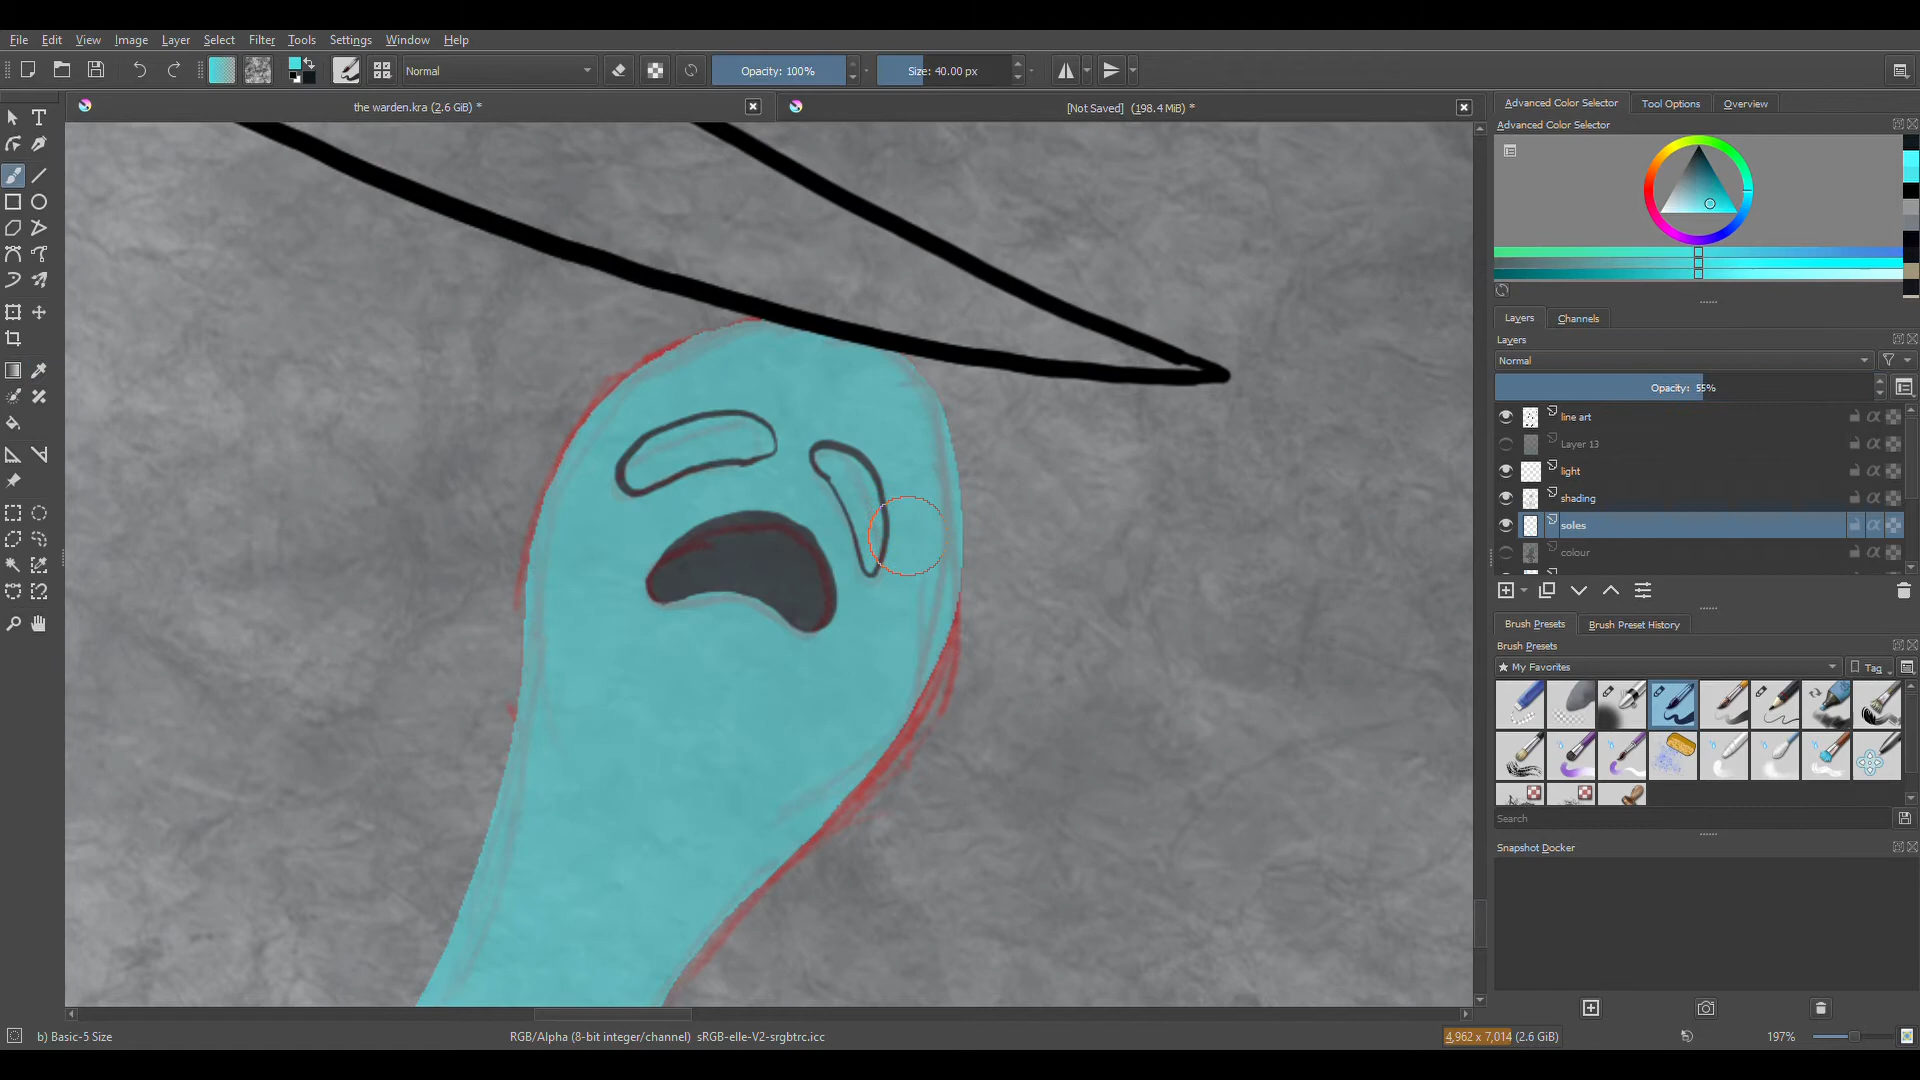 File Edit View Image Layer Select Filter Tools Settings Window Help
Normal Opacity: 100% Size: 40.00 px
the warden.kra (2.6 GiB) * [Not Saved] (198.4 MiB) *
Advanced Color Selector Tool Options Overview
Advanced Color Selector
Layers Channels
Layers
Normal
Opacity: 55%
line art
Layer 13
light
shading
soles
colour
Brush Presets Brush Preset History
Brush Presets
★ My Favorites Tag
Search
Snapshot Docker
b) Basic-5 Size RGB/Alpha (8-bit integer/channel) sRGB-elle-V2-srgbtrc.icc 4,962 x 7,014 (2.6 GiB) 197%